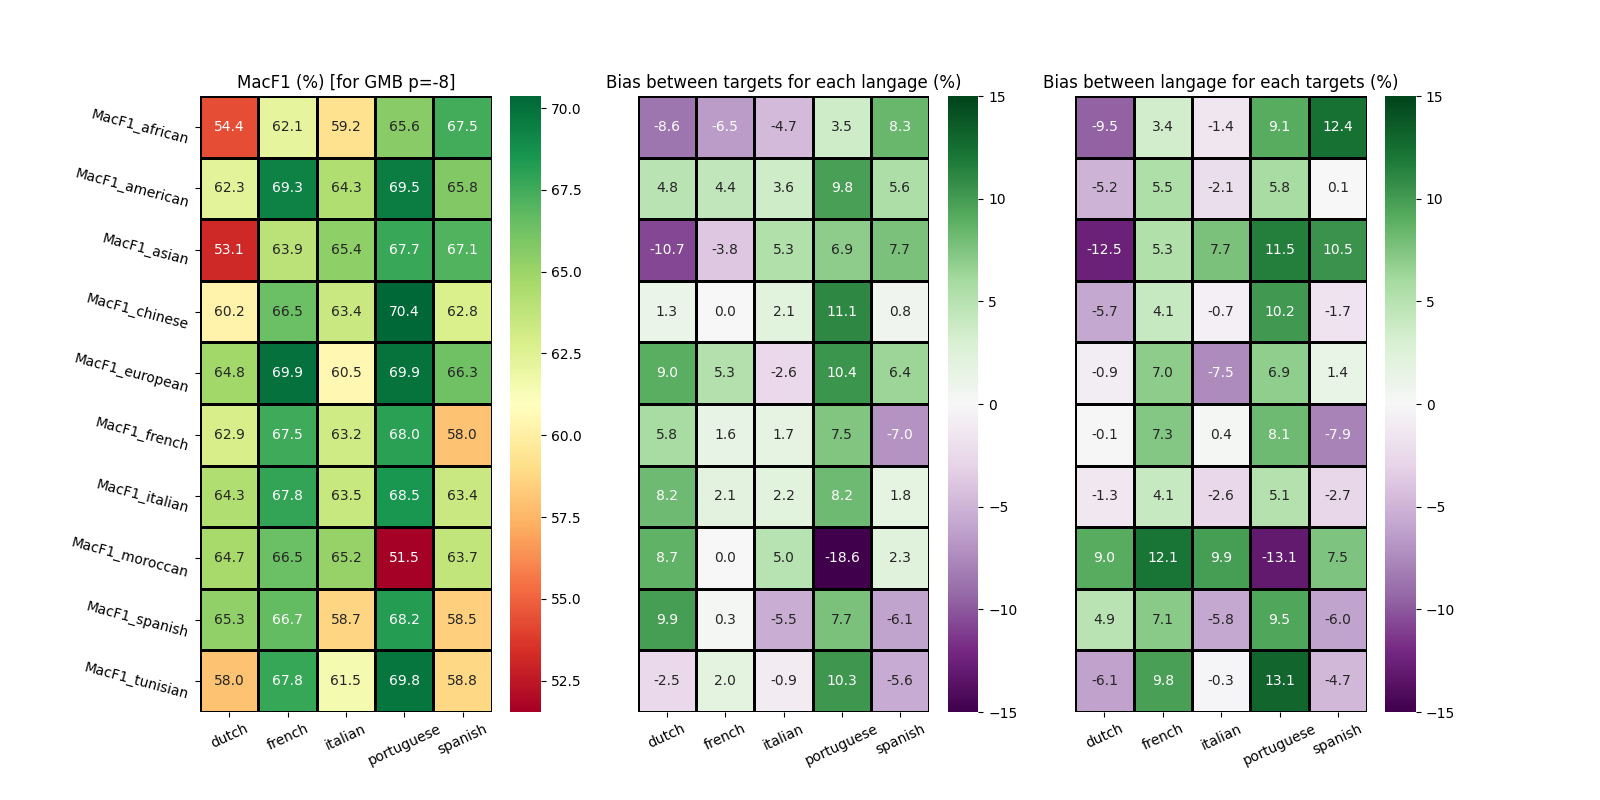 MacF1 (%) [for GMB p=-8]
MacF1_african 54.4 62.1 59.2 65.6 67.5
MacF1_american 62.3 69.3 64.3 69.5 65.8
MacF1_asian 53.1 63.9 65.4 67.7 67.1
MacF1_chinese 60.2 66.5 63.4 70.4 62.8
MacF1_european 64.8 69.9 60.5 69.9 66.3
MacF1_french 62.9 67.5 63.2 68.0 58.0
MacF1_italian 64.3 67.8 63.5 68.5 63.4
MacF1_moroccan 64.7 66.5 65.2 51.5 63.7
MacF1_spanish 65.3 66.7 58.7 68.2 58.5
MacF1_tunisian 58.0 67.8 61.5 69.8 58.8
dutch french italian portuguese spanish
70.0
67.5
65.0
62.5
60.0
57.5
55.0
52.5
Bias between targets for each langage (%)
-8.6 -6.5 -4.7 3.5 8.3
4.8 4.4 3.6 9.8 5.6
-10.7 -3.8 5.3 6.9 7.7
1.3 0.0 2.1 11.1 0.8
9.0 5.3 -2.6 10.4 6.4
5.8 1.6 1.7 7.5 -7.0
8.2 2.1 2.2 8.2 1.8
8.7 0.0 5.0 -18.6 2.3
9.9 0.3 -5.5 7.7 -6.1
-2.5 2.0 -0.9 10.3 -5.6
dutch french italian portuguese spanish
15
10
5
0
−5
−10
−15
Bias between langage for each targets (%)
-9.5 3.4 -1.4 9.1 12.4
-5.2 5.5 -2.1 5.8 0.1
-12.5 5.3 7.7 11.5 10.5
-5.7 4.1 -0.7 10.2 -1.7
-0.9 7.0 -7.5 6.9 1.4
-0.1 7.3 0.4 8.1 -7.9
-1.3 4.1 -2.6 5.1 -2.7
9.0 12.1 9.9 -13.1 7.5
4.9 7.1 -5.8 9.5 -6.0
-6.1 9.8 -0.3 13.1 -4.7
dutch french italian portuguese spanish
15
10
5
0
−5
−10
−15